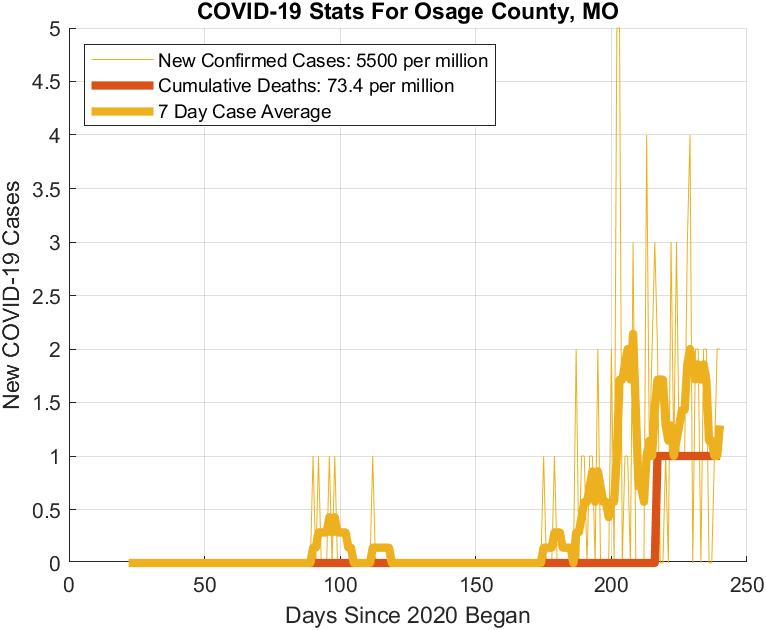 COVID-19 Stats For Osage County, MO
New Confirmed Cases: 5500 per million
Cumulative Deaths: 73.4 per million
7 Day Case Average
New COVID-19 Cases
5
4.5
4
3.5
3
2.5
2
1.5
1
0.5
0
0 50 100 150 200 250
Days Since 2020 Began